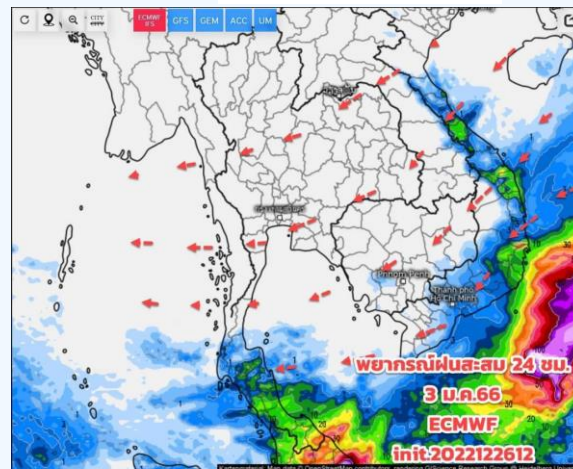 CITY
ECMWF
IFS
GFS
GEM
ACC
UM
Phnom Penh
Thành phố
Hồ Chí Minh
พยากรณ์ฝนสะสม 24 ชม.
3 ม.ค.66
ECMWF
init.2022122612